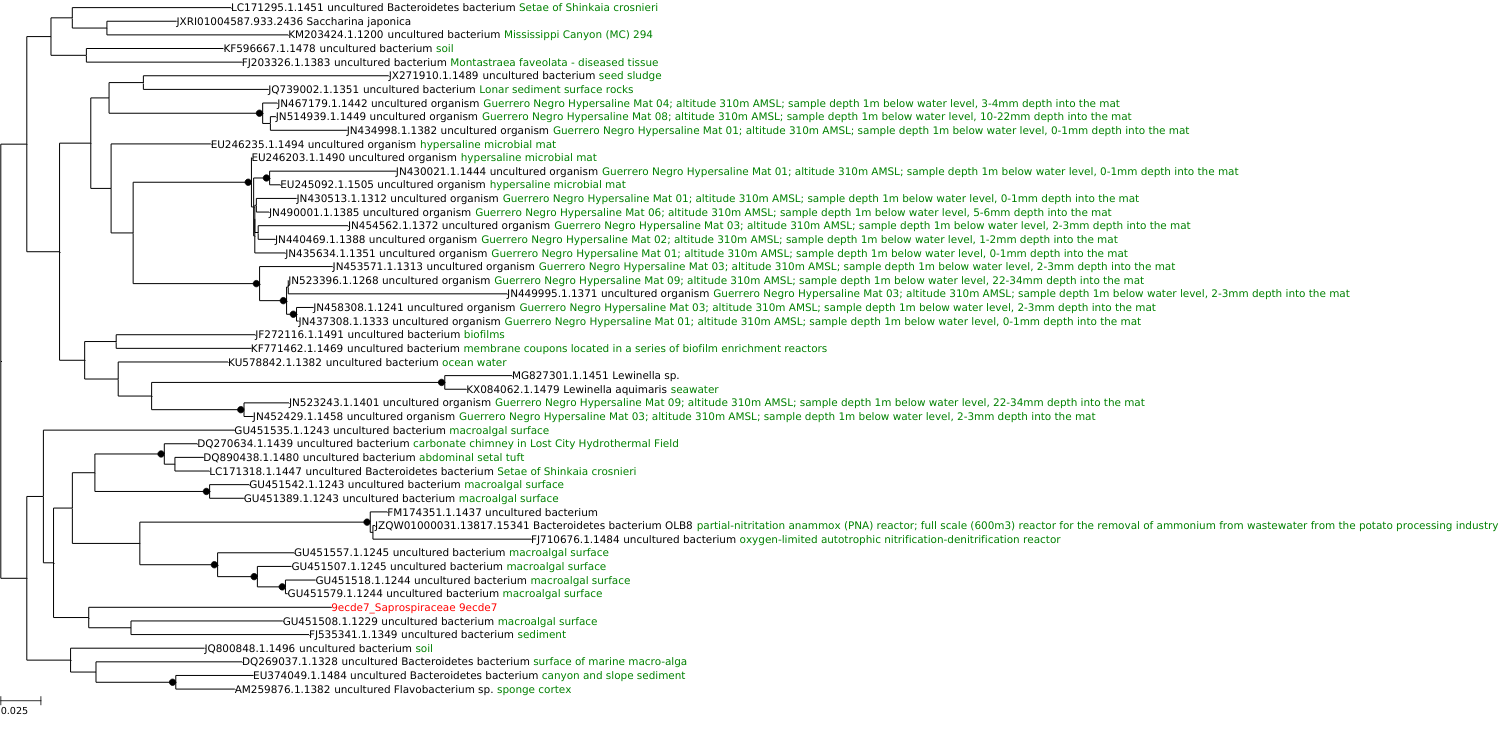 LC171295.1.1451 uncultured Bacteroidetes bacterium Setae of Shinkaia crosnieri
JXRI01004587.933.2436 Saccharina japonica
KM203424.1.1200 uncultured bacterium Mississippi Canyon (MC) 294
KF596667.1.1478 uncultured bacterium soil
FJ203326.1.1383 uncultured bacterium Montastraea faveolata - diseased tissue
JX271910.1.1489 uncultured bacterium seed sludge
JQ739002.1.1351 uncultured bacterium Lonar sediment surface rocks
JN467179.1.1442 uncultured organism Guerrero Negro Hypersaline Mat 04; altitude 310m AMSL; sample depth 1m below water level, 3-4mm depth into the mat
JN514939.1.1449 uncultured organism Guerrero Negro Hypersaline Mat 08; altitude 310m AMSL; sample depth 1m below water level, 10-22mm depth into the mat
JN434998.1.1382 uncultured organism Guerrero Negro Hypersaline Mat 01; altitude 310m AMSL; sample depth 1m below water level, 0-1mm depth into the mat
EU246235.1.1494 uncultured organism hypersaline microbial mat
EU246203.1.1490 uncultured organism hypersaline microbial mat
JN430021.1.1444 uncultured organism Guerrero Negro Hypersaline Mat 01; altitude 310m AMSL; sample depth 1m below water level, 0-1mm depth into the mat
EU245092.1.1505 uncultured organism hypersaline microbial mat
JN430513.1.1312 uncultured organism Guerrero Negro Hypersaline Mat 01; altitude 310m AMSL; sample depth 1m below water level, 0-1mm depth into the mat
JN490001.1.1385 uncultured organism Guerrero Negro Hypersaline Mat 06; altitude 310m AMSL; sample depth 1m below water level, 5-6mm depth into the mat
JN454562.1.1372 uncultured organism Guerrero Negro Hypersaline Mat 03; altitude 310m AMSL; sample depth 1m below water level, 2-3mm depth into the mat
JN440469.1.1388 uncultured organism Guerrero Negro Hypersaline Mat 02; altitude 310m AMSL; sample depth 1m below water level, 1-2mm depth into the mat
JN435634.1.1351 uncultured organism Guerrero Negro Hypersaline Mat 01; altitude 310m AMSL; sample depth 1m below water level, 0-1mm depth into the mat
JN453571.1.1313 uncultured organism Guerrero Negro Hypersaline Mat 03; altitude 310m AMSL; sample depth 1m below water level, 2-3mm depth into the mat
JN523396.1.1268 uncultured organism Guerrero Negro Hypersaline Mat 09; altitude 310m AMSL; sample depth 1m below water level, 22-34mm depth into the mat
JN449995.1.1371 uncultured organism Guerrero Negro Hypersaline Mat 03; altitude 310m AMSL; sample depth 1m below water level, 2-3mm depth into the mat
JN458308.1.1241 uncultured organism Guerrero Negro Hypersaline Mat 03; altitude 310m AMSL; sample depth 1m below water level, 2-3mm depth into the mat
JN437308.1.1333 uncultured organism Guerrero Negro Hypersaline Mat 01; altitude 310m AMSL; sample depth 1m below water level, 0-1mm depth into the mat
JF272116.1.1491 uncultured bacterium biofilms
KF771462.1.1469 uncultured bacterium membrane coupons located in a series of biofilm enrichment reactors
KU578842.1.1382 uncultured bacterium ocean water
MG827301.1.1451 Lewinella sp.
KX084062.1.1479 Lewinella aquimaris seawater
JN523243.1.1401 uncultured organism Guerrero Negro Hypersaline Mat 09; altitude 310m AMSL; sample depth 1m below water level, 22-34mm depth into the mat
JN452429.1.1458 uncultured organism Guerrero Negro Hypersaline Mat 03; altitude 310m AMSL; sample depth 1m below water level, 2-3mm depth into the mat
GU451535.1.1243 uncultured bacterium macroalgal surface
DQ270634.1.1439 uncultured bacterium carbonate chimney in Lost City Hydrothermal Field
DQ890438.1.1480 uncultured bacterium abdominal setal tuft
LC171318.1.1447 uncultured Bacteroidetes bacterium Setae of Shinkaia crosnieri
GU451542.1.1243 uncultured bacterium macroalgal surface
GU451389.1.1243 uncultured bacterium macroalgal surface
FM174351.1.1437 uncultured bacterium
JZQW01000031.13817.15341 Bacteroidetes bacterium OLB8 partial-nitritation anammox (PNA) reactor; full scale (600m3) reactor for the removal of ammonium from wastewater from the potato processing industry
FJ710676.1.1484 uncultured bacterium oxygen-limited autotrophic nitrification-denitrification reactor
GU451557.1.1245 uncultured bacterium macroalgal surface
GU451507.1.1245 uncultured bacterium macroalgal surface
GU451518.1.1244 uncultured bacterium macroalgal surface
GU451579.1.1244 uncultured bacterium macroalgal surface
9ecde7_Saprospiraceae 9ecde7
GU451508.1.1229 uncultured bacterium macroalgal surface
FJ535341.1.1349 uncultured bacterium sediment
JQ800848.1.1496 uncultured bacterium soil
DQ269037.1.1328 uncultured Bacteroidetes bacterium surface of marine macro-alga
EU374049.1.1484 uncultured Bacteroidetes bacterium canyon and slope sediment
AM259876.1.1382 uncultured Flavobacterium sp. sponge cortex
0.025